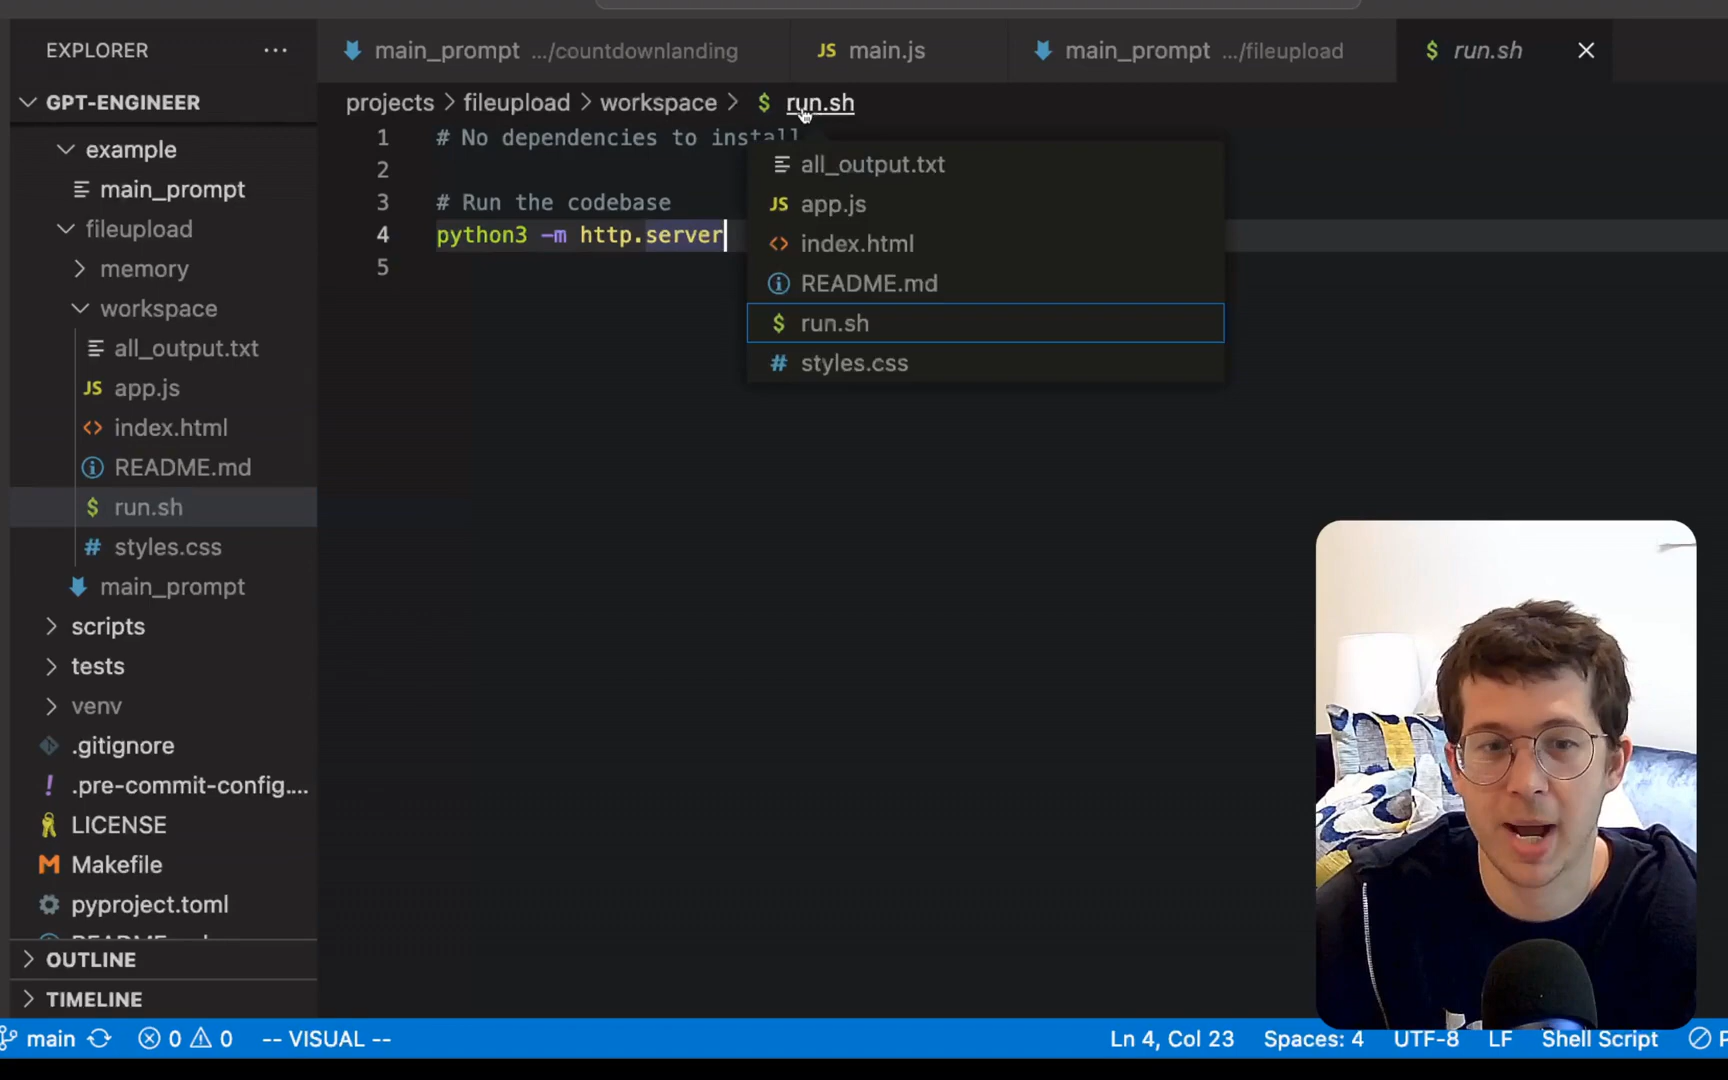 EXPLORER
GPT-ENGINEER
example
main_prompt
fileupload
memory
workspace
all_output.txt
app.js
index.html
README.md
run.sh
styles.css
main_prompt
scripts
tests
venv
.gitignore
.pre-commit-config....
LICENSE
Makefile
pyproject.toml
OUTLINE
TIMELINE
main_prompt .../countdownlanding
JS main.js
main_prompt .../fileupload
$ run.sh
projects > fileupload > workspace > $ run.sh
1 # No dependencies to install
2
3 # Run the codebase
4 python3 -m http.server
5
all_output.txt
JS app.js
<> index.html
README.md
$ run.sh
# styles.css
main 0 0 -- VISUAL -- Ln 4, Col 23 Spaces: 4 UTF-8 LF Shell Script